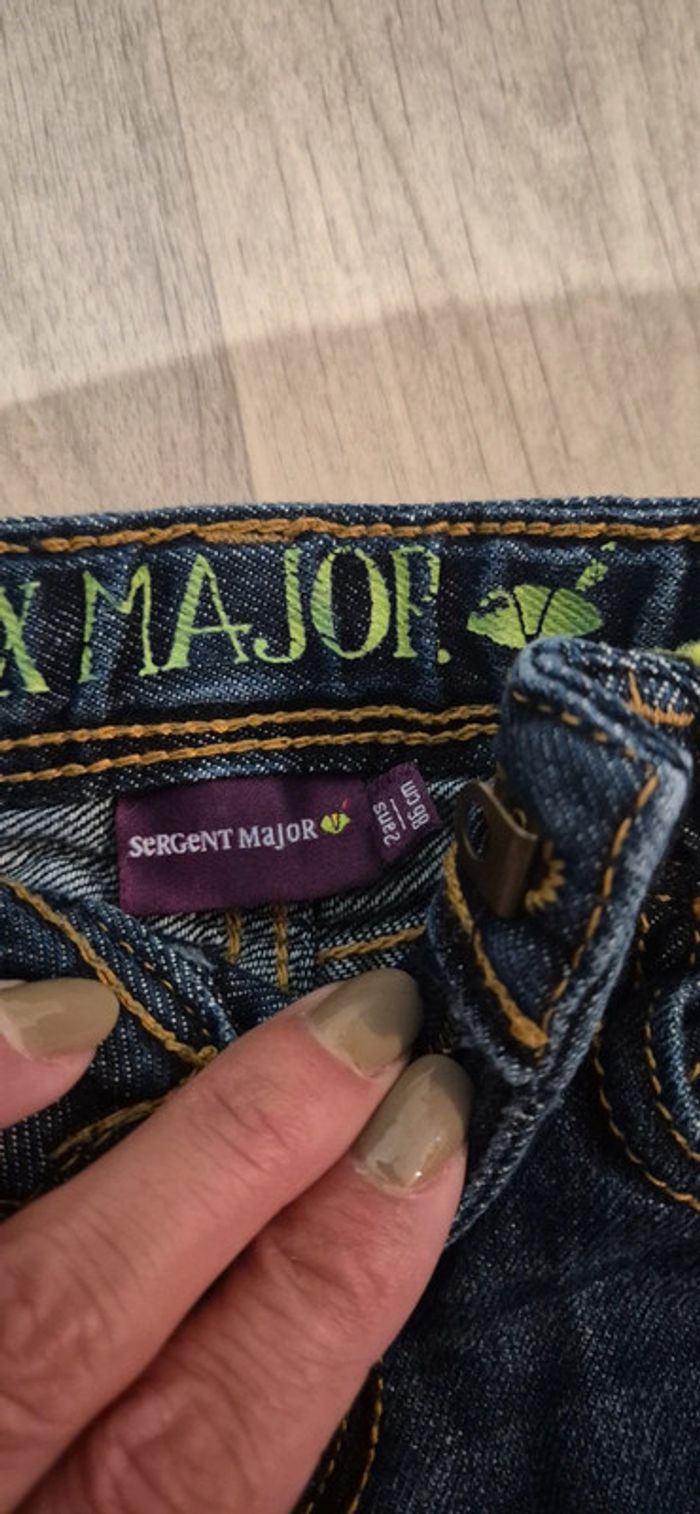 X MAJOR.
SeRGeNT MaJoR
2ans
86 cm